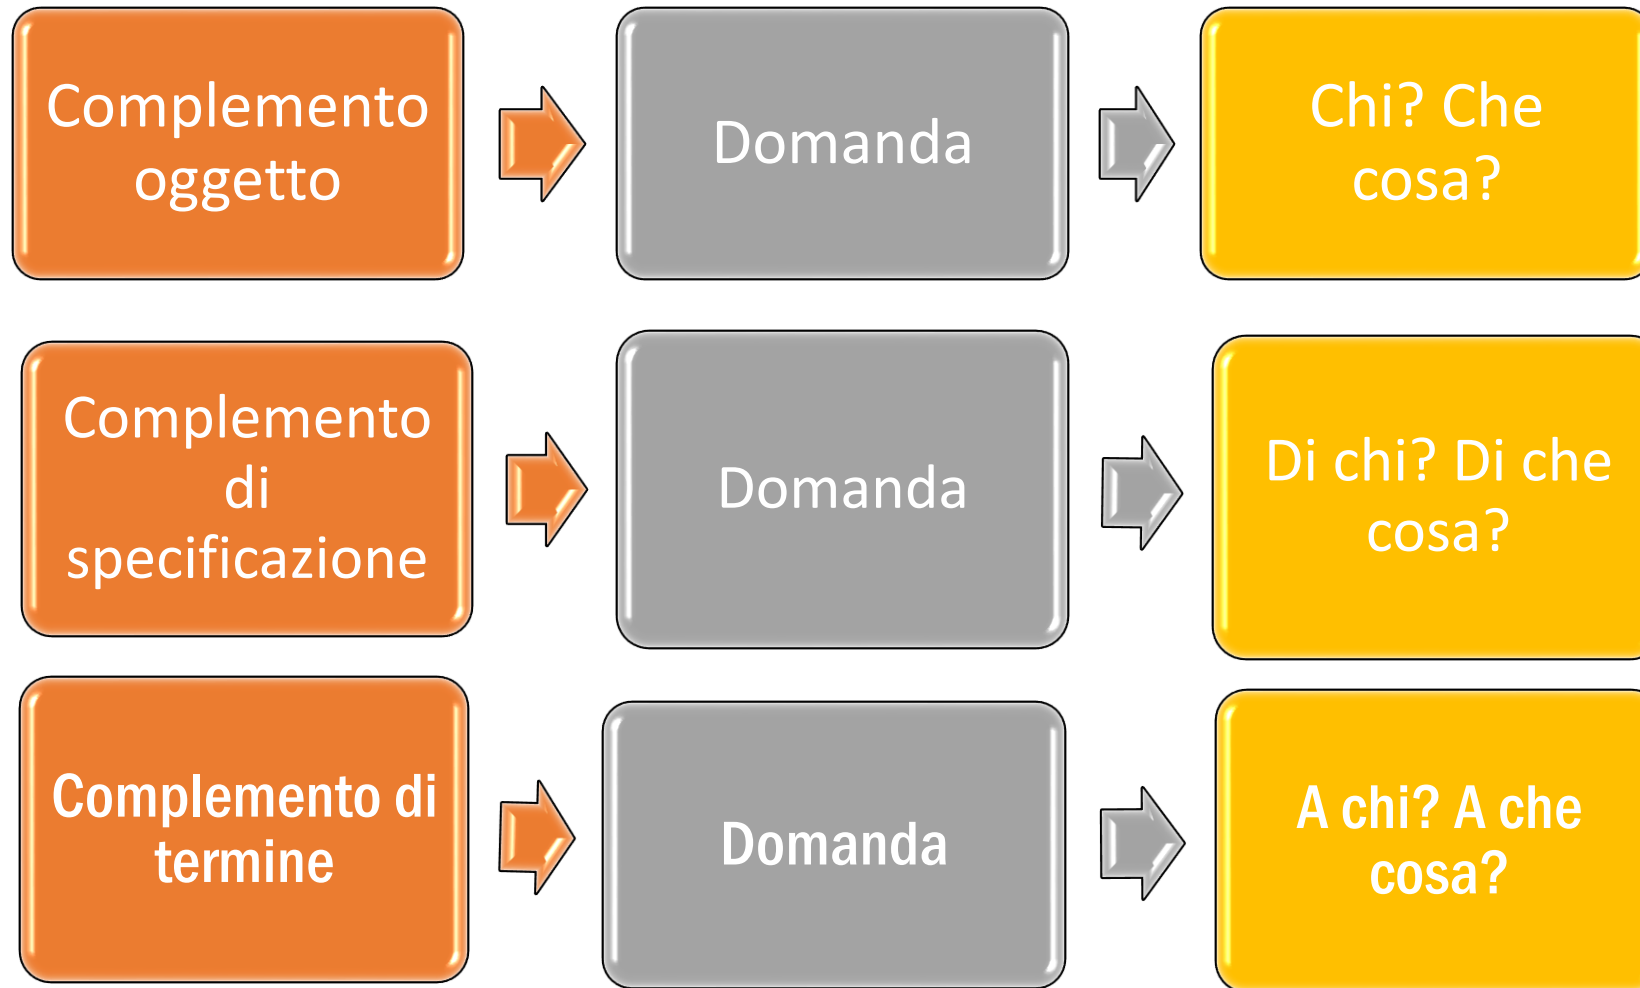 Complemento
oggetto
Domanda
Chi? Che
cosa?
Complemento
di
specificazione
Domanda
Di chi? Di che
cosa?
Complemento di
termine
Domanda
A chi? A che
cosa?